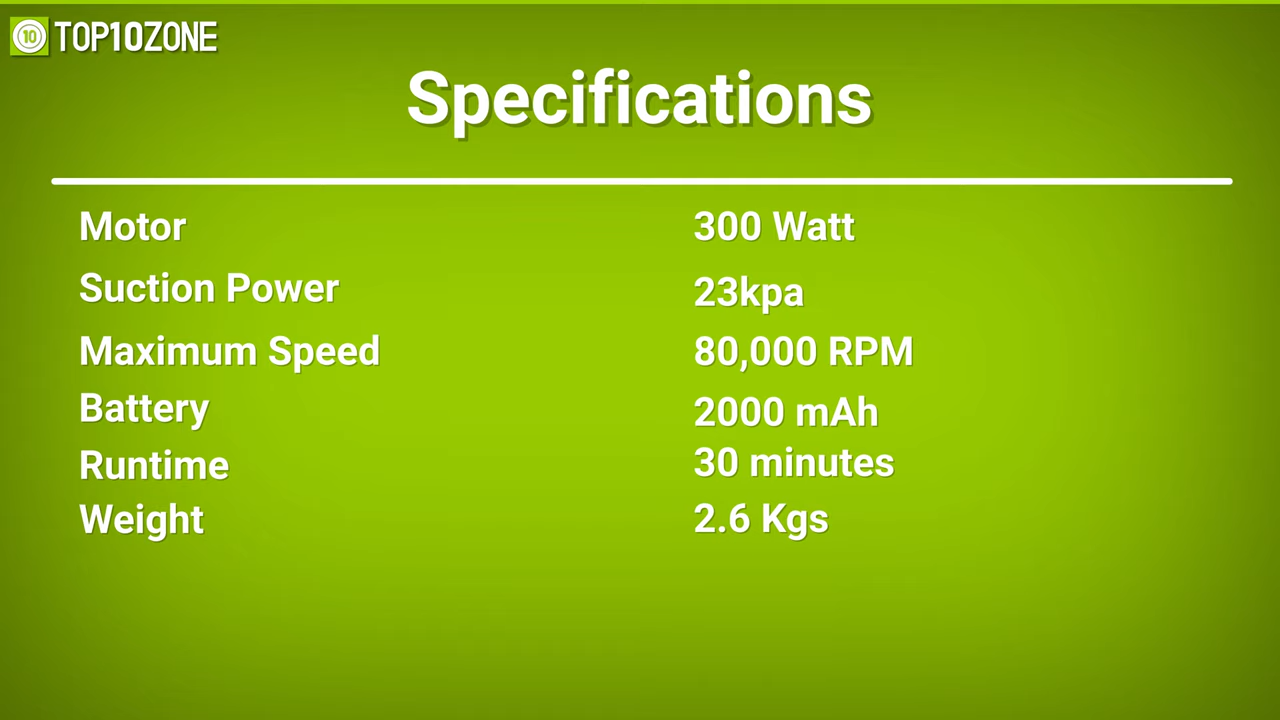 TOP10ZONE
Specifications
Motor 300 Watt
Suction Power 23kpa
Maximum Speed 80,000 RPM
Battery 2000 mAh
Runtime 30 minutes
Weight 2.6 Kgs